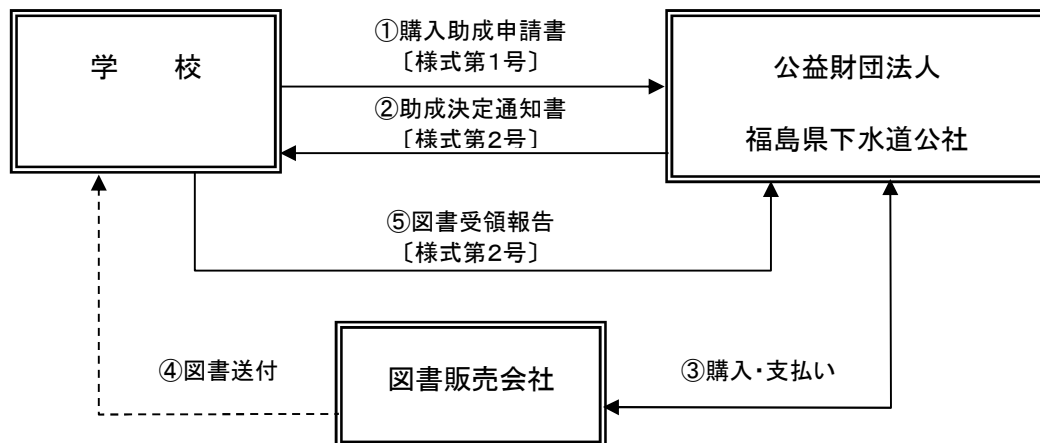 学　　校
①購入助成申請書
〔様式第1号〕
②助成決定通知書
〔様式第2号〕
公益財団法人
福島県下水道公社
⑤図書受領報告
〔様式第2号〕
④図書送付
図書販売会社
③購入・支払い